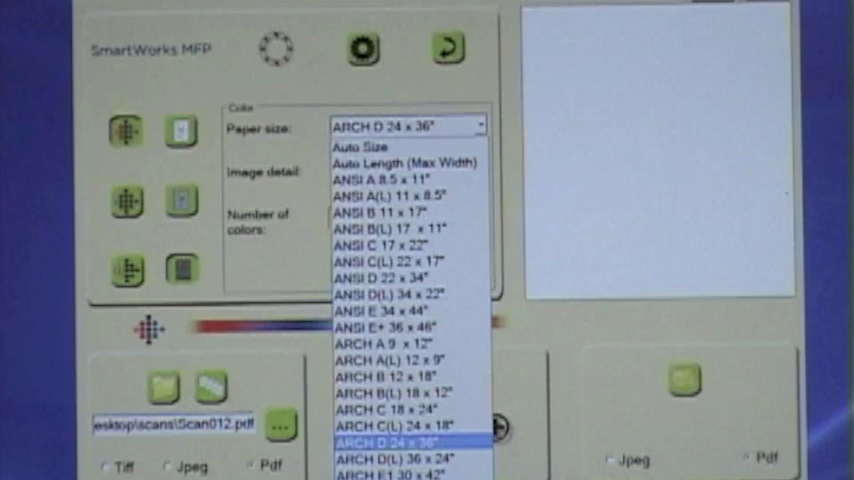 SmartWorks MFP
Color
Paper size:
ARCH D 24 x 36"
Auto Size
Auto Length (Max Width)
Image detail:
ANSI A 8.5 x 11"
ANSI A(L) 11 x 8.5"
Number of
colors:
ANSI B 11 x 17"
ANSI B(L) 17 x 11"
ANSI C 17 x 22"
ANSI C(L) 22 x 17"
ANSI D 22 x 34"
ANSI D(L) 34 x 22"
ANSI E 34 x 44"
ANSI E+ 36 x 46"
ARCH A 9 x 12"
ARCH A(L) 12 x 9"
ARCH B 12 x 18"
ARCH B(L) 18 x 12"
ARCH C 18 x 24"
ARCH C(L) 24 x 18"
ARCH D 24 x 36"
ARCH D(L) 36 x 24"
ARCH E1 30 x 42"
esktop\scans\Scan012.pdf
...
Tiff Jpeg Pdf
Jpeg Pdf